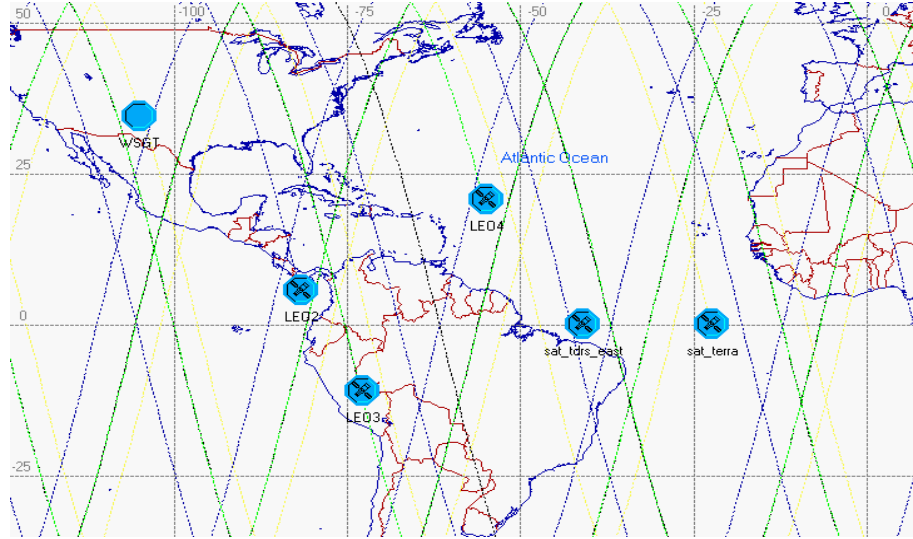 50
-100
-75
-50
-25
0
WSGT
25
Atlantic Ocean
LEO4
LEO2
0
sat_tdrs_east
sat_terra
LEO3
-25